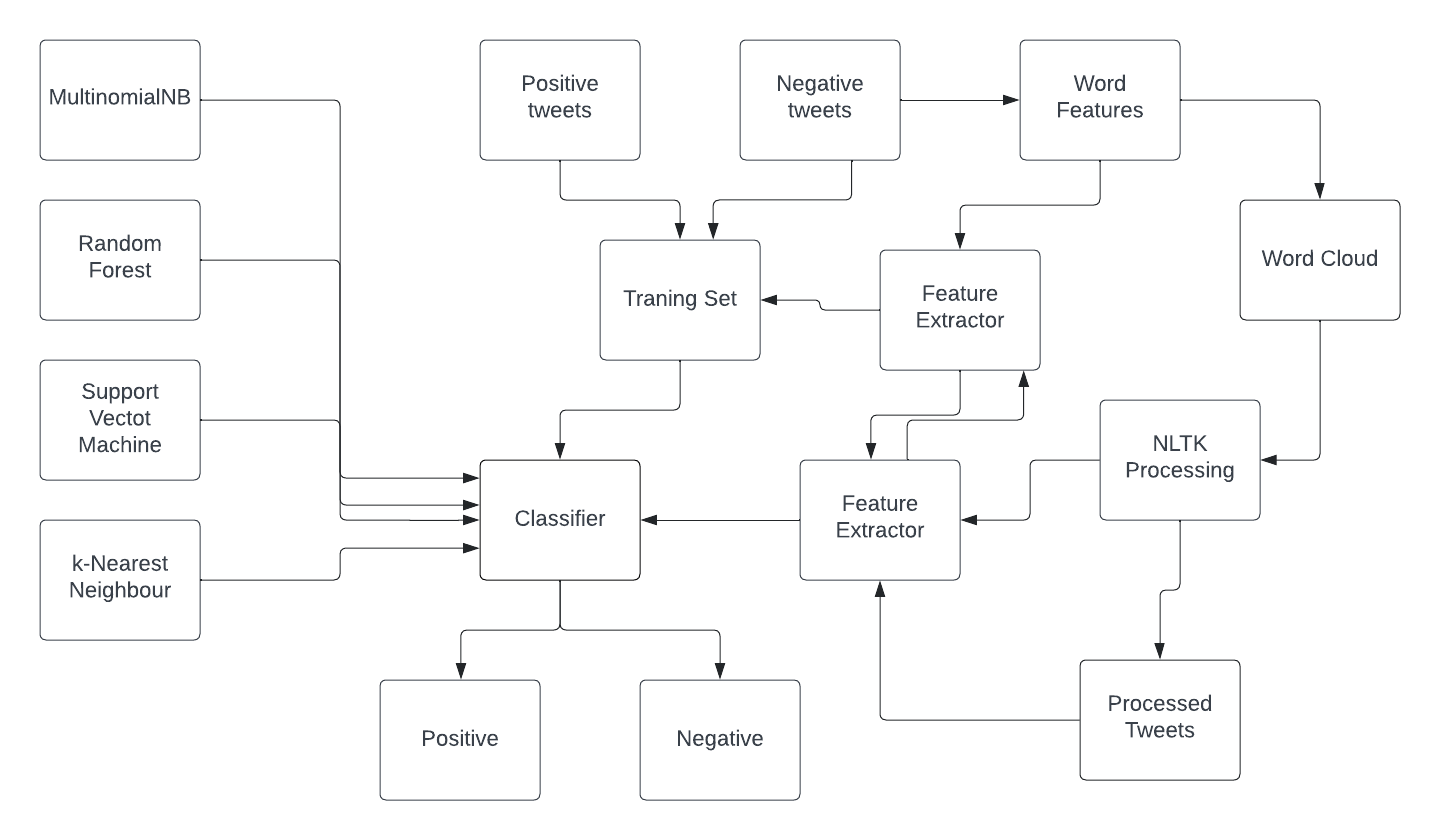 MultinomialNB
Positive
tweets
Negative
tweets
Word
Features
Random
Forest
Word Cloud
Traning Set
Feature
Extractor
Support
Vectot
Machine
NLTK
Processing
Classifier
Feature
Extractor
k-Nearest
Neighbour
Processed
Tweets
Positive
Negative